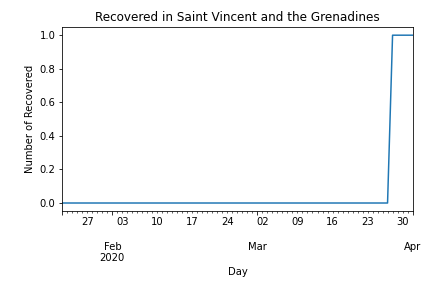 Recovered in Saint Vincent and the Grenadines
Number of Recovered
1.0
0.8
0.6
0.4
0.2
0.0
27 03 10 17 24 02 09 16 23 30
Feb Mar Apr
2020
Day